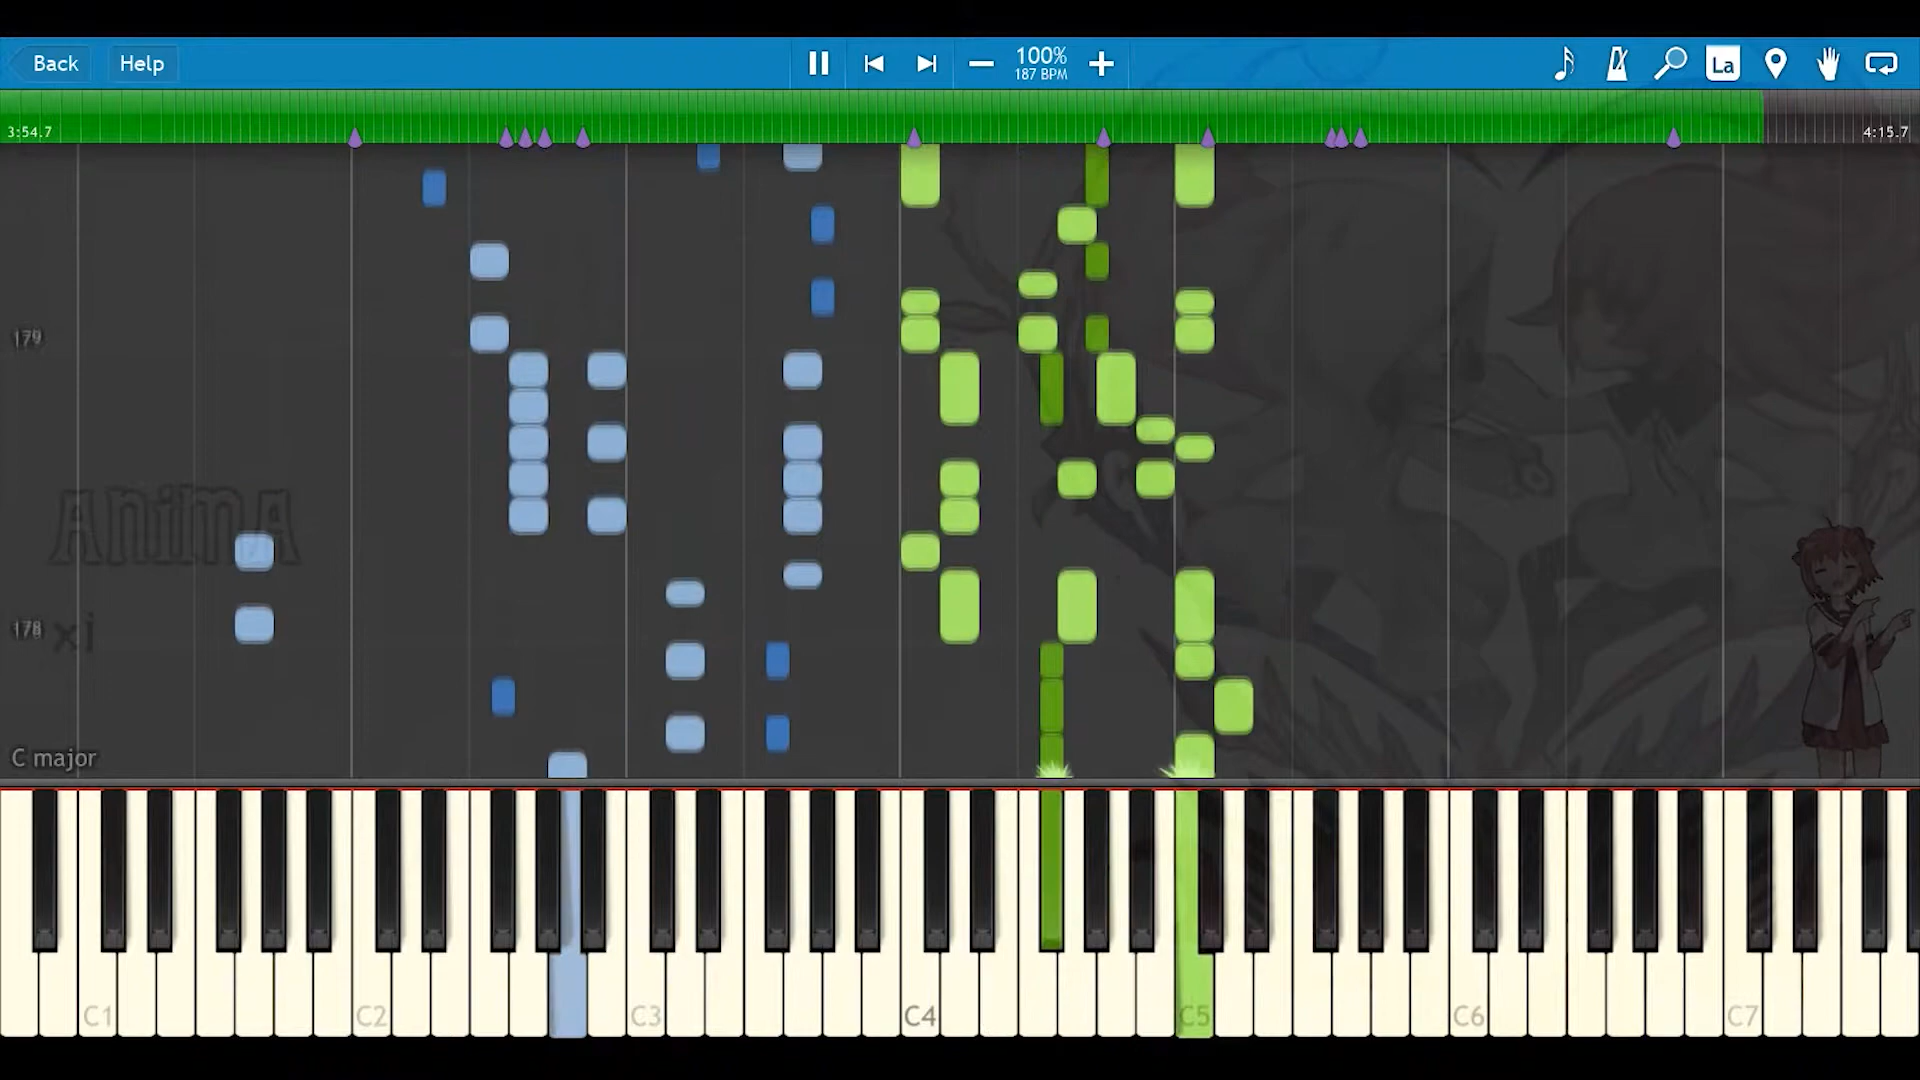 Back Help 100% La
187 BPM
3:54.7 4:15.7
179
AnimA
178 xi
C major
C1 C2 C3 C4 C5 C6 C7